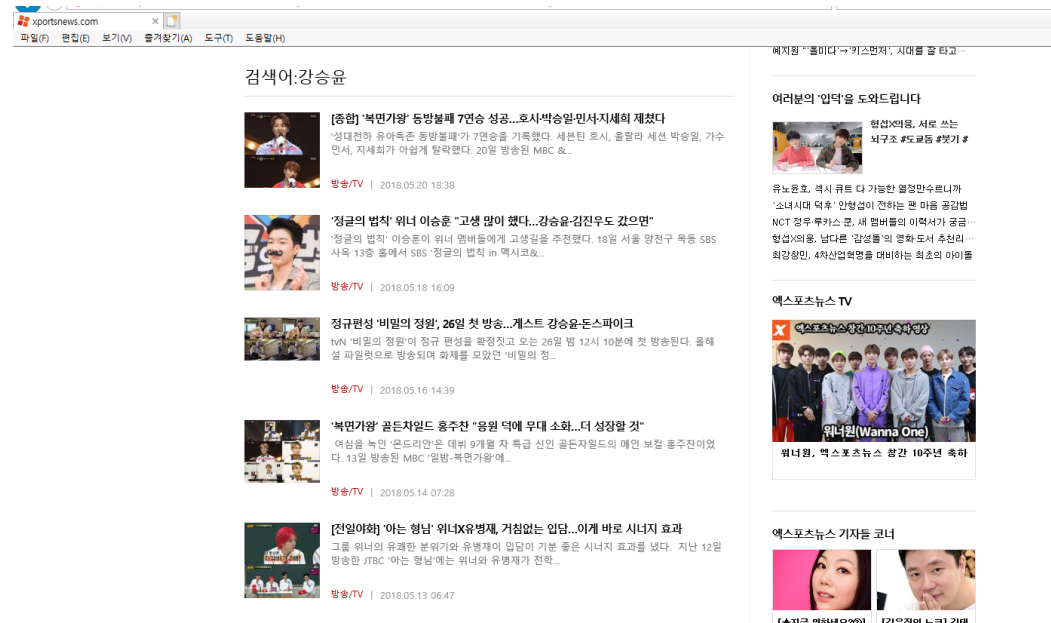 xportsnews.com
파일(F) 편집(E) 보기(V) 즐겨찾기(A) 도구(T) 도움말(H)
검색어:강승윤
[종합] '복면가왕' 동방불패 7연승 성공...호시·박승일·민서·지세희 제쳤다
'성대전하 유아독존 동방불패'가 7연승을 기록했다. 세븐틴 호시, 울랄라 세션 박승일, 가수
민서, 지세희가 아쉽게 탈락했다. 20일 방송된 MBC &...
방송/TV | 2018.05.20 18:38
'정글의 법칙' 위너 이승훈 "고생 많이 했다...강승윤·김진우도 갔으면"
'정글의 법칙' 이승훈이 위너 멤버들에게 고생길을 추전했다. 18일 서울 양천구 목동 SBS
사옥 13층 홀에서 SBS '정글의 법칙 in 멕시코&...
방송/TV | 2018.05.18 16:09
정규편성 '비밀의 정원', 26일 첫 방송...게스트 강승윤·돈스파이크
tvN '비밀의 정원'이 정규 편성을 확정짓고 오는 26일 밤 12시 10분에 첫 방송된다. 올해
설 파일럿으로 방송되며 화제를 모았던 '비밀의 정...
방송/TV | 2018.05.16 14:39
'복면가왕' 골든차일드 홍주찬 "응원 덕에 무대 소화...더 성장할 것"
여심을 녹인 '몬드리안'은 데뷔 9개월 차 특급 신인 골든차일드의 메인 보컬 홍주찬이었
다. 13일 방송된 MBC '일밤-복면가왕'에...
방송/TV | 2018.05.14 07:28
[전일야화] '아는 형님' 위너X유병재, 거침없는 입담...이게 바로 시너지 효과
그룹 위너의 유쾌한 분위기와 유병재이 입담이 기분 좋은 시너지 효과를 냈다. 지난 12일
방송한 JTBC '아는 형님'에는 위너와 유병재가 전학...
방송/TV | 2018.05.13 06:47
예지원 "'올미다'→'키스먼저', 시대를 잘 타고…
여러분의 '입덕'을 도와드립니다
형섭X의웅, 서로 쓰는
뇌구조 #도교돔 #붓기 #
유노윤호, 섹시·큐트 다 가능한 열정만수르니까
'소녀시대 덕후' 안형섭이 전하는 팬 마음 공감법
NCT 정우·루카스·쿤, 새 멤버들의 이력서가 궁금…
형섭X의웅, 남다른 '감성돌'의 영화·도서 추천리…
최강창민, 4차산업혁명을 대비하는 최초의 아이돌
엑스포츠뉴스 TV
엑스포츠뉴스 창간 10주년 축하 영상
워너원(Wanna One)
워너원, 엑스포츠뉴스 창간 10주년 축하
엑스포츠뉴스 기자들 코너